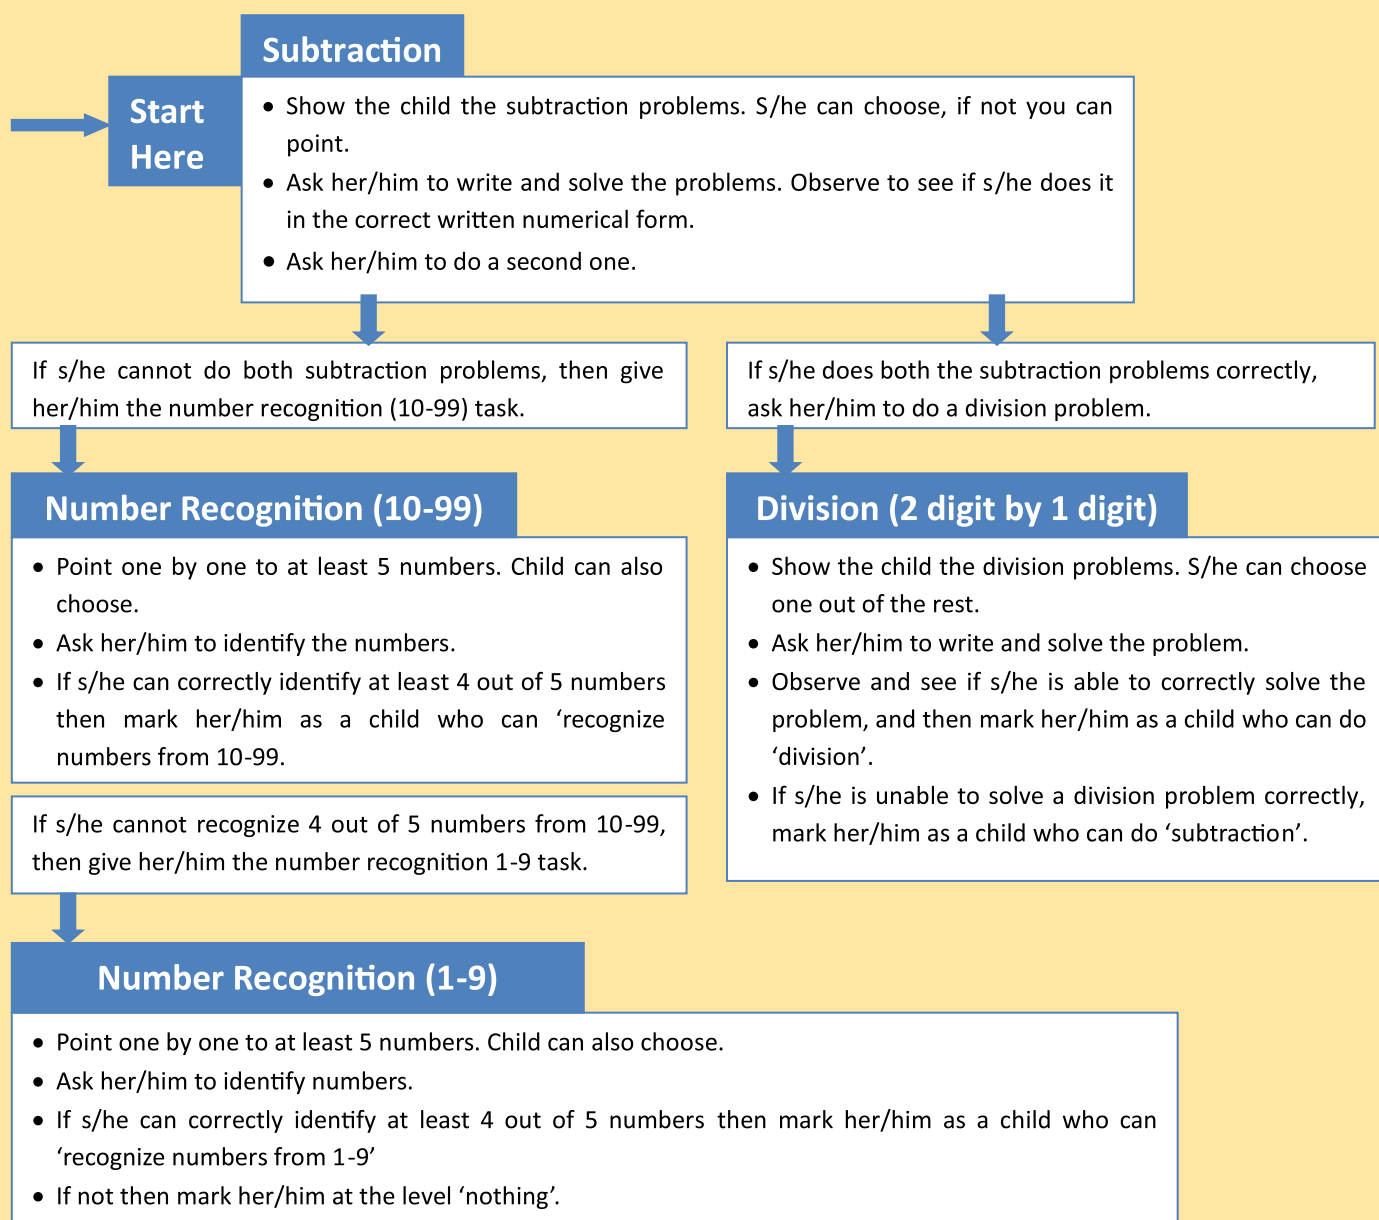 Subtraction
Start
Here
• Show the child the subtraction problems. S/he can choose, if not you can
point.
• Ask her/him to write and solve the problems. Observe to see if s/he does it
in the correct written numerical form.
• Ask her/him to do a second one.
If s/he cannot do both subtraction problems, then give
her/him the number recognition (10-99) task.
If s/he does both the subtraction problems correctly,
ask her/him to do a division problem.
Number Recognition (10-99)
• Point one by one to at least 5 numbers. Child can also
choose.
• Ask her/him to identify the numbers.
• If s/he can correctly identify at least 4 out of 5 numbers
then mark her/him as a child who can ‘recognize
numbers from 10-99.
If s/he cannot recognize 4 out of 5 numbers from 10-99,
then give her/him the number recognition 1-9 task.
Division (2 digit by 1 digit)
• Show the child the division problems. S/he can choose
one out of the rest.
• Ask her/him to write and solve the problem.
• Observe and see if s/he is able to correctly solve the
problem, and then mark her/him as a child who can do
‘division’.
• If s/he is unable to solve a division problem correctly,
mark her/him as a child who can do ‘subtraction’.
Number Recognition (1-9)
• Point one by one to at least 5 numbers. Child can also choose.
• Ask her/him to identify numbers.
• If s/he can correctly identify at least 4 out of 5 numbers then mark her/him as a child who can
‘recognize numbers from 1-9’
• If not then mark her/him at the level ‘nothing’.